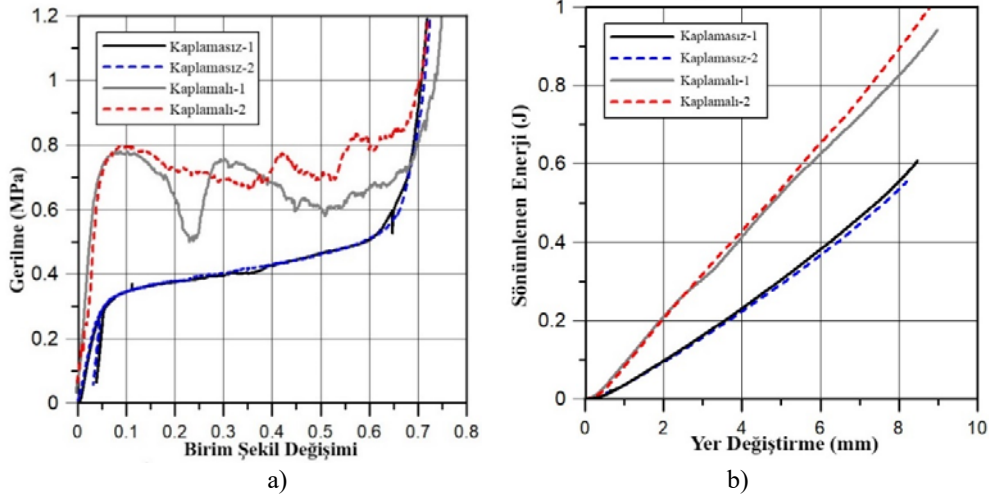 1.2
1
0.8
0.6
0.4
0.2
0
Gerilme (MPa)
Kaplamasız-1
Kaplamasız-2
Kaplamalı-1
Kaplamalı-2
0 0.1 0.2 0.3 0.4 0.5 0.6 0.7 0.8
Birim Şekil Değişimi
a)
1
0.8
0.6
0.4
0.2
0
Sönümlenen Enerji (J)
Kaplamasız-1
Kaplamasız-2
Kaplamalı-1
Kaplamalı-2
0 2 4 6 8 10
Yer Değiştirme (mm)
b)